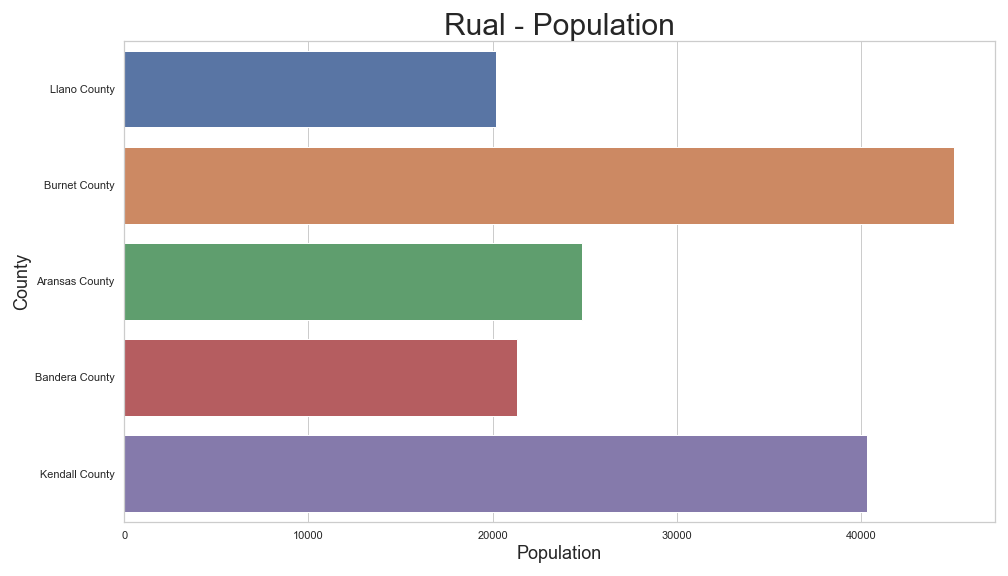 Rual - Population
County
Llano County
Burnet County
Aransas County
Bandera County
Kendall County
0 10000 20000 30000 40000
Population